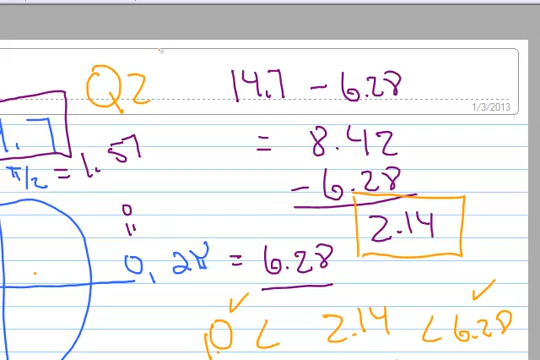 Q2
14.7 - 6.28
1/3/2013
= 8.42
- 6.28
2.14
π/2 = 1.57
0 =
0, 2π = 6.28
0 < 2.14 < 6.28